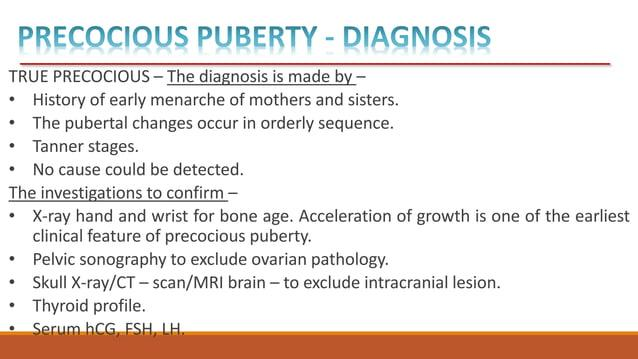 PRECOCIOUS PUBERTY - DIAGNOSIS
TRUE PRECOCIOUS – The diagnosis is made by –
• History of early menarche of mothers and sisters.
• The pubertal changes occur in orderly sequence.
• Tanner stages.
• No cause could be detected.
The investigations to confirm –
• X-ray hand and wrist for bone age. Acceleration of growth is one of the earliest
clinical feature of precocious puberty.
• Pelvic sonography to exclude ovarian pathology.
• Skull X-ray/CT – scan/MRI brain – to exclude intracranial lesion.
• Thyroid profile.
• Serum hCG, FSH, LH.